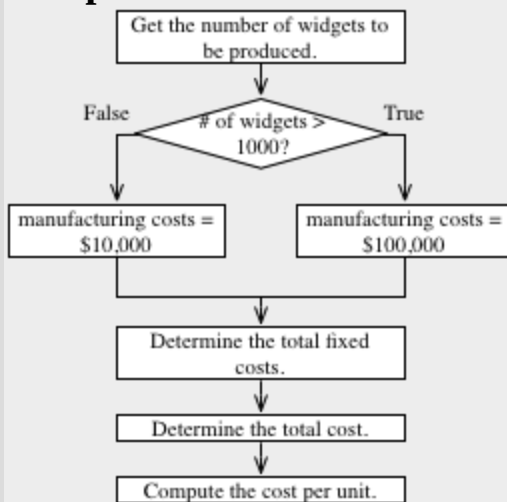 Get the number of widgets to
be produced.
False
# of widgets >
1000?
True
manufacturing costs =
$10,000
manufacturing costs =
$100,000
Determine the total fixed
costs.
Determine the total cost.
Compute the cost per unit.